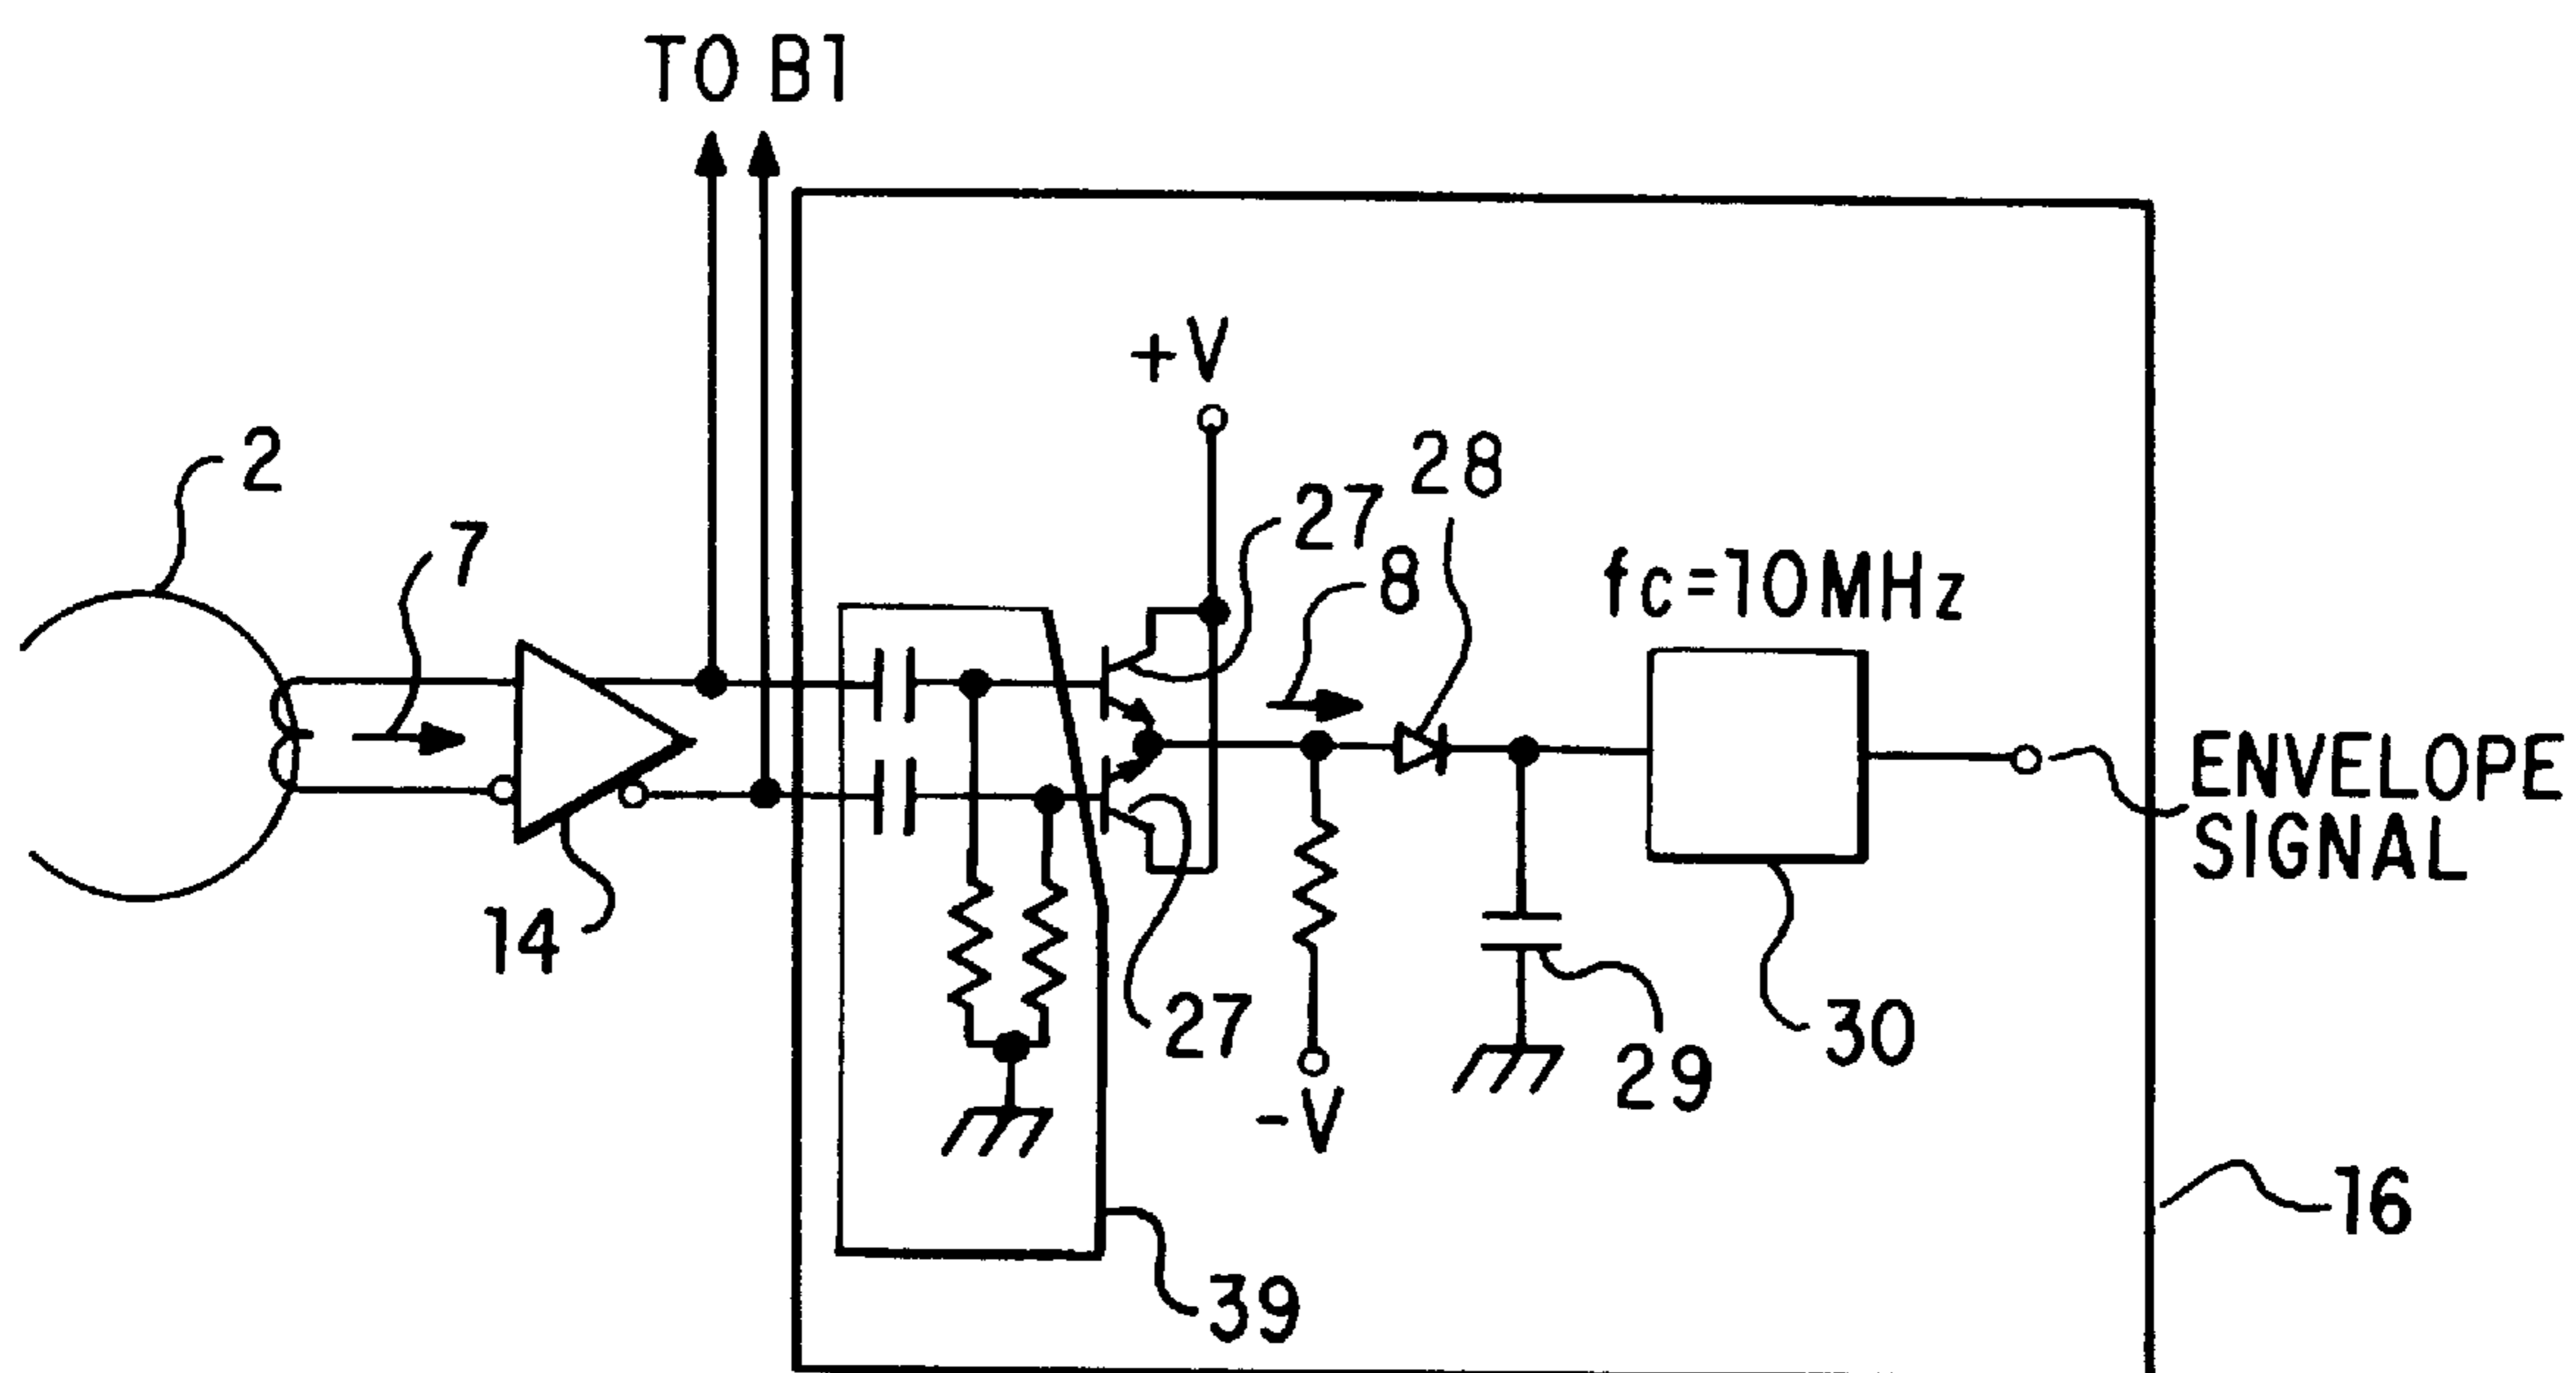 TO B1
+V
2
28
27
7
8
fc=10MHz
ENVELOPE
SIGNAL
14
27
30
29
-V
16
39